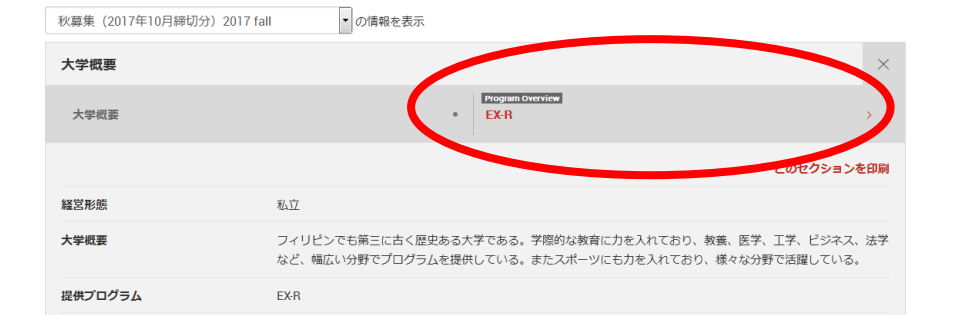 秋募集（2017年10月締切分）2017 fall の情報を表示
大学概要 ×
大学概要 • Program Overview
EX-R >
このセクションを印刷
経営形態 私立
大学概要 フィリピンでも第三に古く歴史ある大学である。学際的な教育に力を入れており、教養、医学、工学、ビジネス、法学
など、幅広い分野でプログラムを提供している。またスポーツにも力を入れており、様々な分野で活躍している。
提供プログラム EX-R